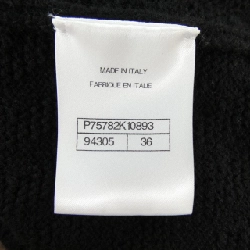 MADE IN ITALY
FABRIQUE EN ITALIE
P75782K10893
94305 36